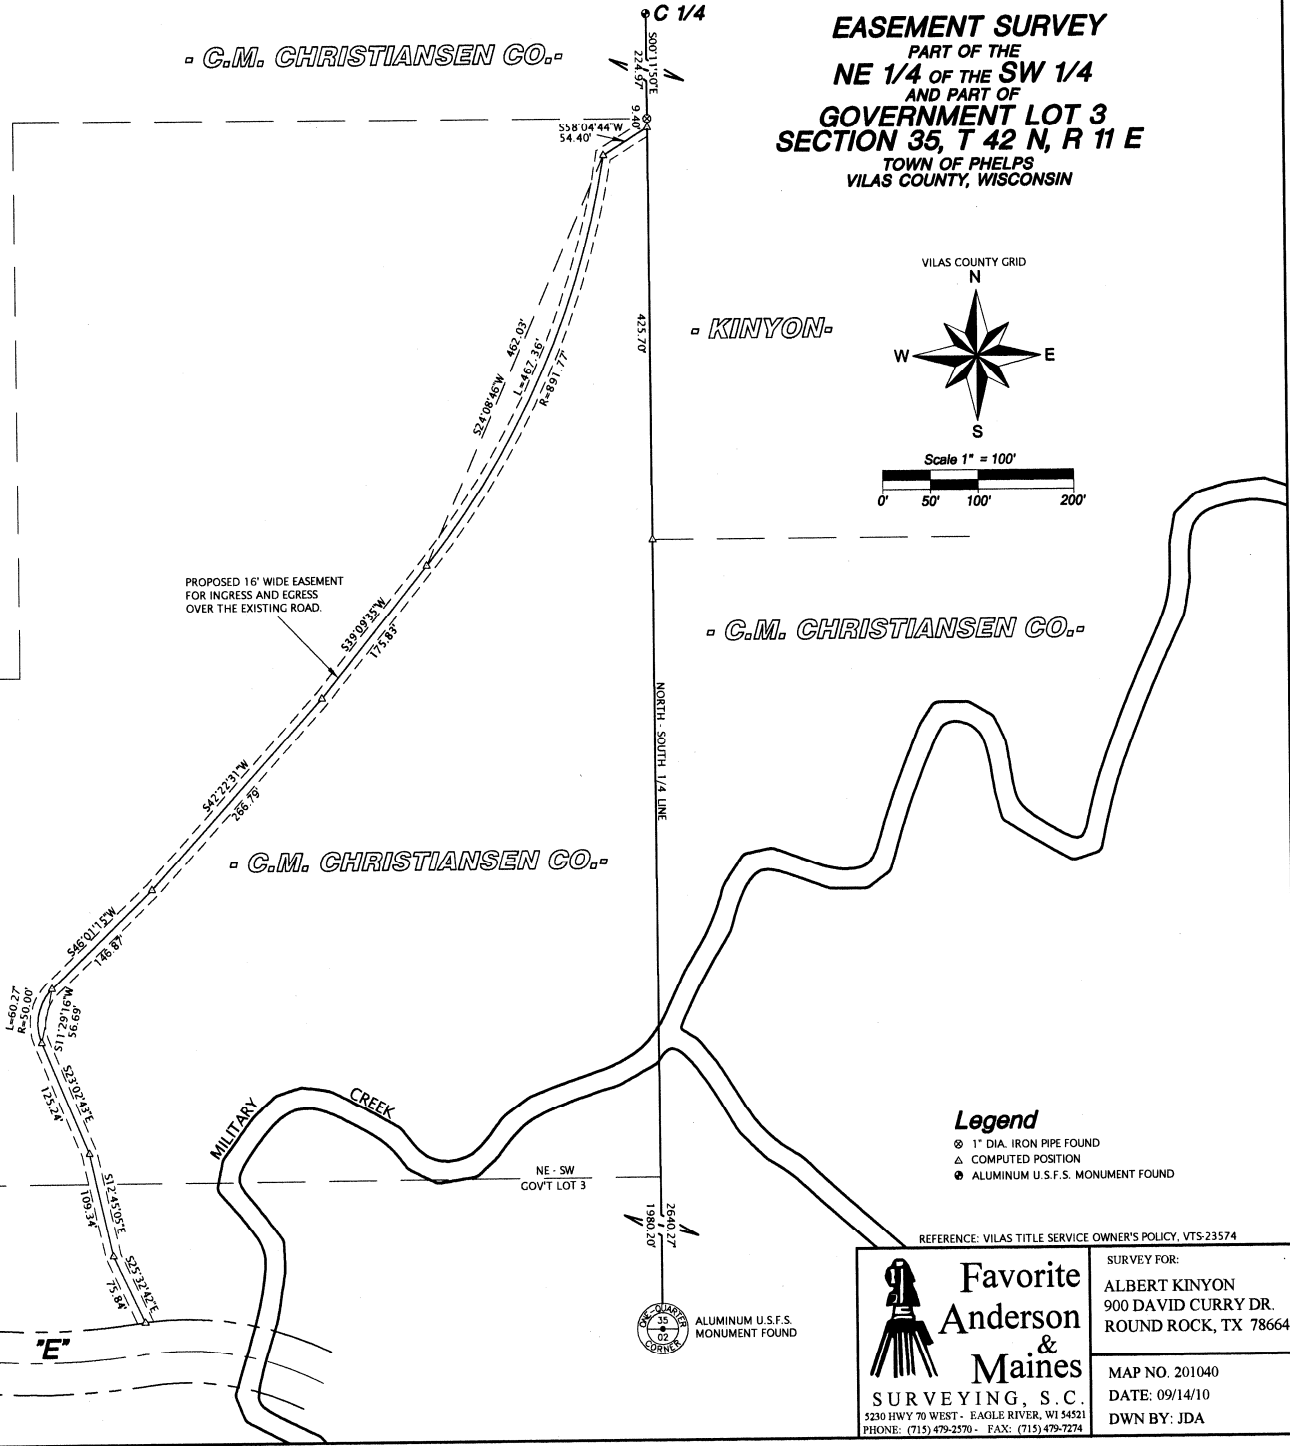 C 1/4
EASEMENT SURVEY
PART OF THE
NE 1/4 OF THE SW 1/4
AND PART OF
GOVERNMENT LOT 3
SECTION 35, T 42 N, R 11 E
TOWN OF PHELPS
VILAS COUNTY, WISCONSIN
- C.M. CHRISTIANSEN CO.-
S00°11'50"E
224.97'
9.40'
S58°04'44"W
54.40'
VILAS COUNTY GRID
N
W
E
S
Scale 1" = 100'
0' 50' 100' 200'
- KINYON-
425.70'
462.03'
S24°08'46"W
L=467.36'
R=891.77'
PROPOSED 16' WIDE EASEMENT
FOR INGRESS AND EGRESS
OVER THE EXISTING ROAD.
S39°09'35"W
175.83'
- C.M. CHRISTIANSEN CO.-
NORTH - SOUTH 1/4 LINE
S42°22'31"W
266.79'
- C.M. CHRISTIANSEN CO.-
S46°01'15"W
146.87'
L=60.27'
R=50.00'
S11°29'16"W
56.69'
S23°02'43"E
125.24'
MILITARY
CREEK
S12°45'05"E
109.34'
NE - SW
GOV'T LOT 3
2640.27'
1980.20'
S25°32'42"E
75.84'
"E"
ONE-QUARTER
35
02
CORNER
ALUMINUM U.S.F.S.
MONUMENT FOUND
Legend
1" DIA. IRON PIPE FOUND
COMPUTED POSITION
ALUMINUM U.S.F.S. MONUMENT FOUND
REFERENCE: VILAS TITLE SERVICE OWNER'S POLICY, VTS-23574
Favorite
Anderson
&
Maines
SURVEYING, S.C.
5230 HWY 70 WEST - EAGLE RIVER, WI 54521
PHONE: (715) 479-2570 - FAX: (715) 479-7274
SURVEY FOR:
ALBERT KINYON
900 DAVID CURRY DR.
ROUND ROCK, TX 78664
MAP NO. 201040
DATE: 09/14/10
DWN BY: JDA